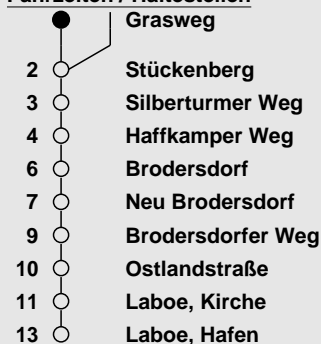 Fahrzeiten / Haltestellen
Grasweg
2 Stückenberg
3 Silberturmer Weg
4 Haffkamper Weg
6 Brodersdorf
7 Neu Brodersdorf
9 Brodersdorfer Weg
10 Ostlandstraße
11 Laboe, Kirche
13 Laboe, Hafen